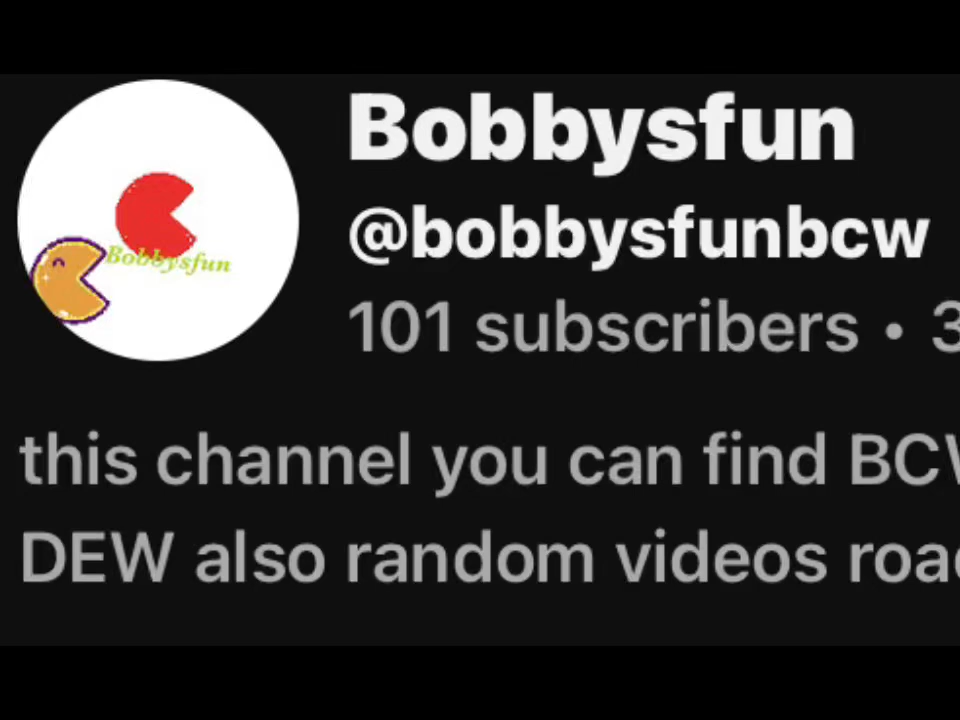 Bobbysfun
@bobbysfunbcw
Bobbysfun
101 subscribers •
this channel you can find
DEW also random videos